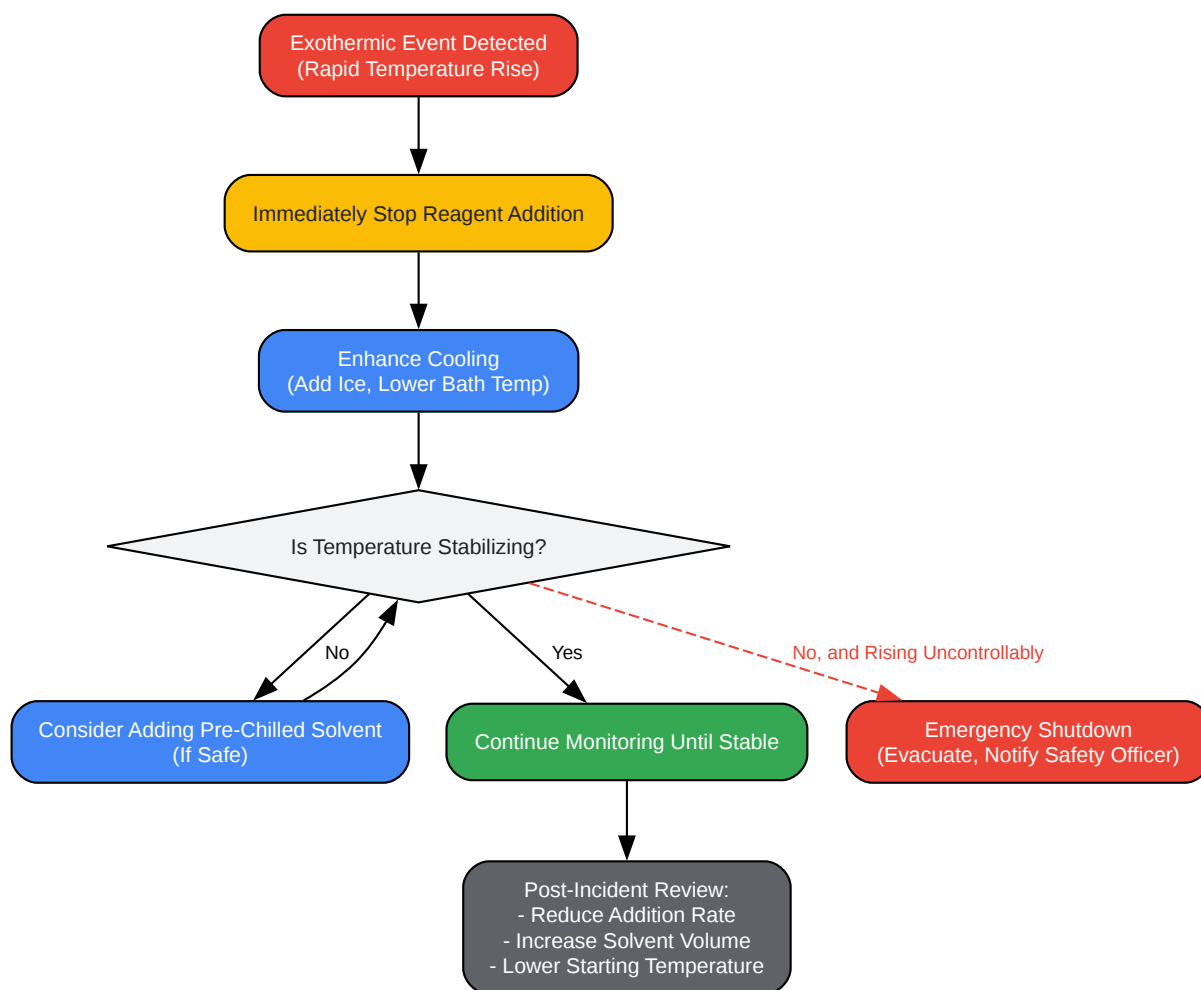 Exothermic Event Detected
(Rapid Temperature Rise)
Immediately Stop Reagent Addition
Enhance Cooling
(Add Ice, Lower Bath Temp)
Is Temperature Stabilizing?
No
Yes
No, and Rising Uncontrollably
Consider Adding Pre-Chilled Solvent
(If Safe)
Continue Monitoring Until Stable
Emergency Shutdown
(Evacuate, Notify Safety Officer)
Post-Incident Review:
- Reduce Addition Rate
- Increase Solvent Volume
- Lower Starting Temperature